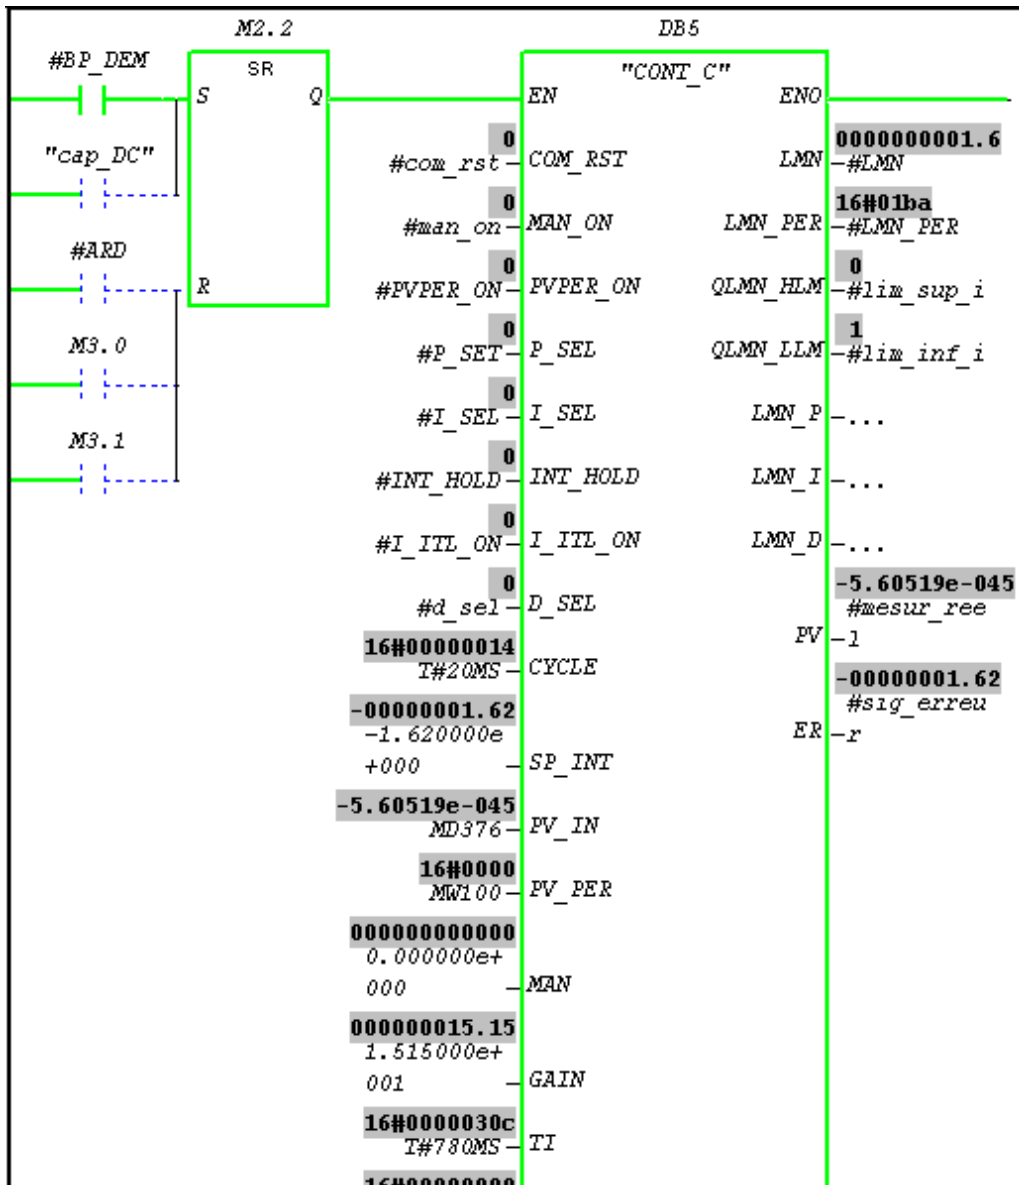 M2.2
DB5
#BP_DEM
SR
"CONT_C"
S
Q
EN
ENO
"cap_DC"
0
#com_rst
COM_RST
LMN
0000000001.6
#LMN
0
#man_on
MAN_ON
LMN_PER
16#01ba
#LMN_PER
#ARD
R
0
#PVPER_ON
PVPER_ON
QLMN_HLM
0
#lim_sup_i
M3.0
0
#P_SET
P_SEL
QLMN_LLM
1
#lim_inf_i
0
#I_SEL
I_SEL
LMN_P
...
M3.1
0
#INT_HOLD
INT_HOLD
LMN_I
...
0
#I_ITL_ON
I_ITL_ON
LMN_D
...
0
#d_sel
D_SEL
-5.60519e-045
#mesur_ree
PV
l
16#00000014
T#20MS
CYCLE
-00000001.62
#sig_erreu
ER
r
-00000001.62
-1.620000e
+000
SP_INT
-5.60519e-045
MD376
PV_IN
16#0000
MW100
PV_PER
000000000000
0.000000e+
000
MAN
000000015.15
1.515000e+
001
GAIN
16#0000030c
T#780MS
TI
16#00000000